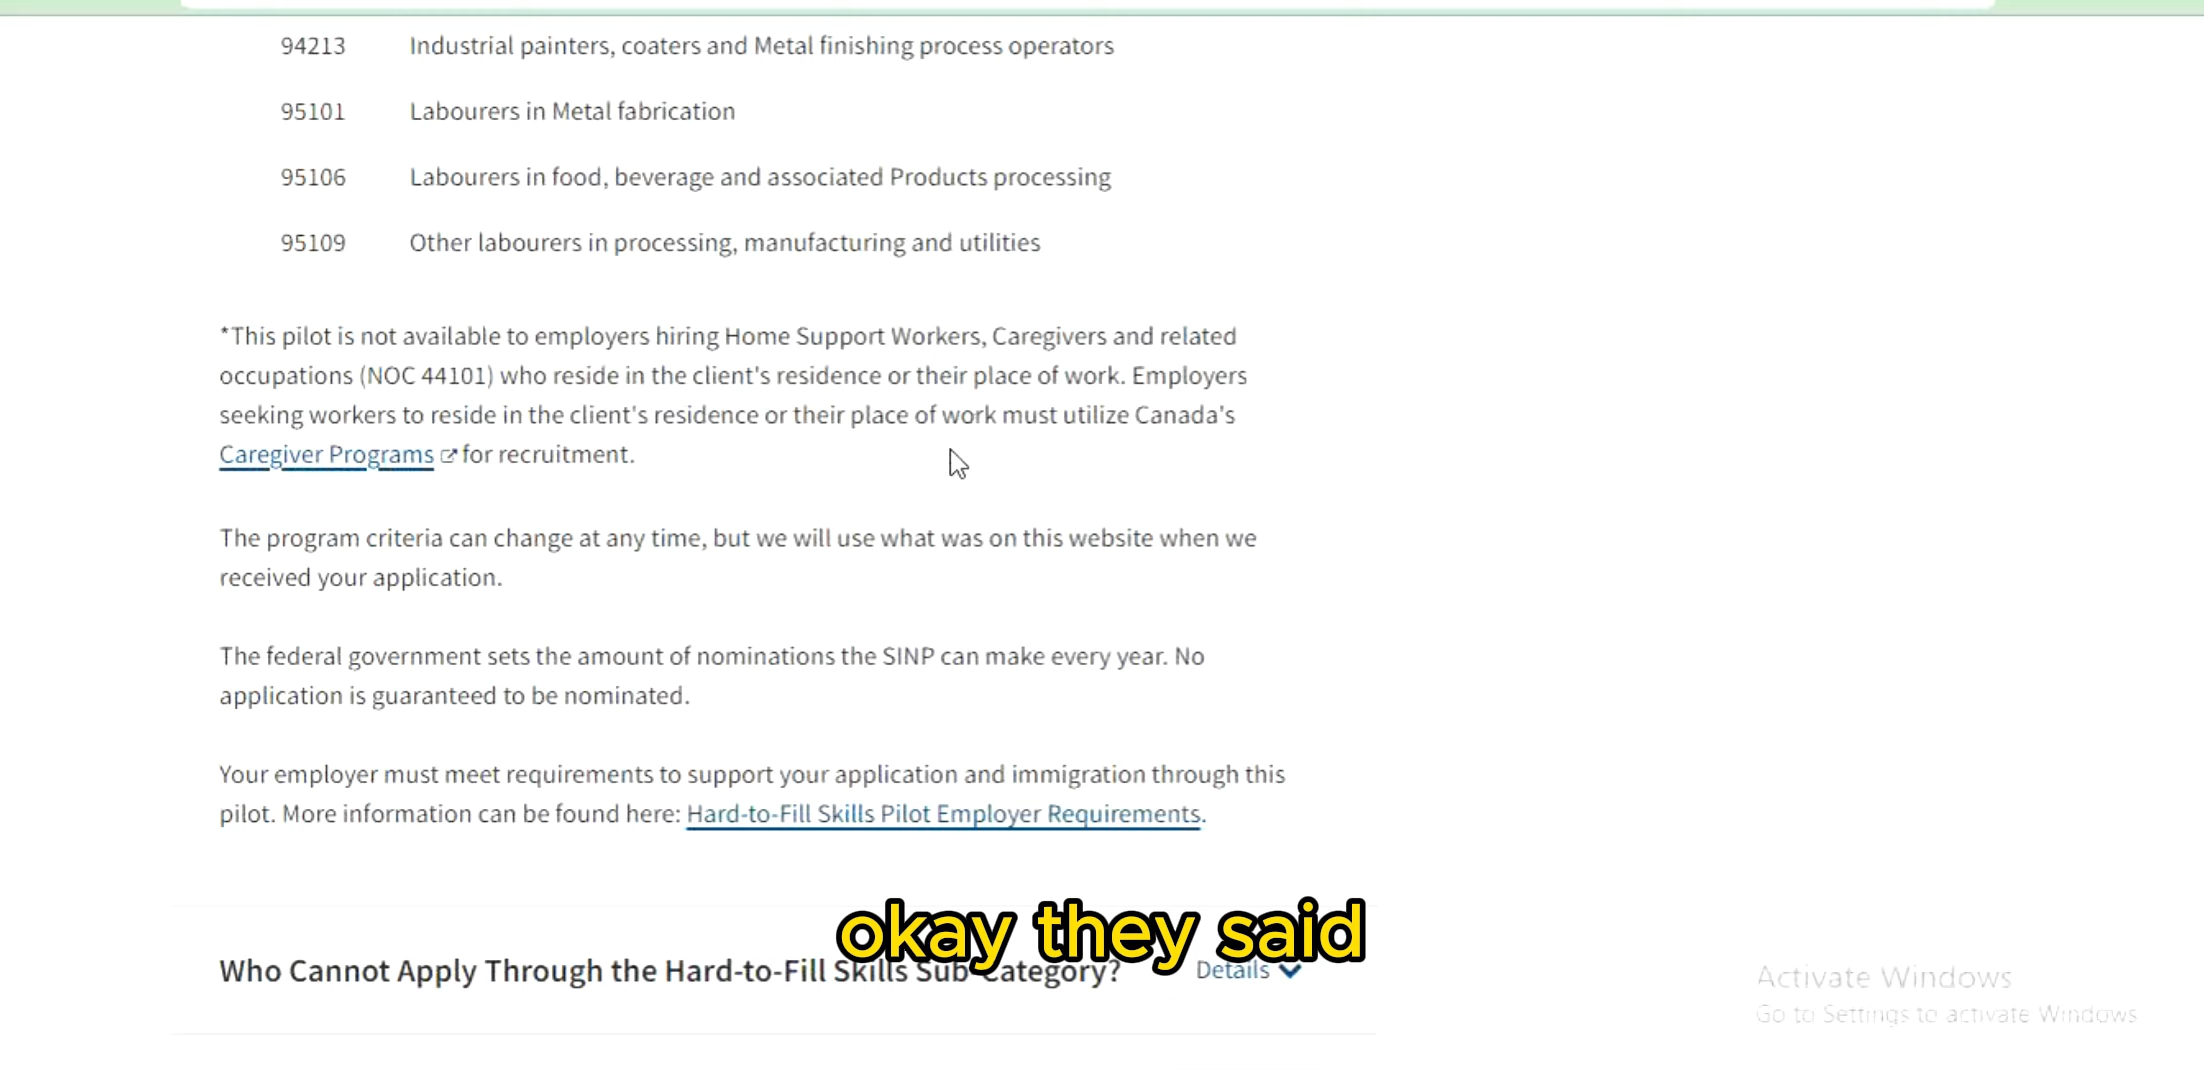 94213 Industrial painters, coaters and Metal finishing process operators
95101 Labourers in Metal fabrication
95106 Labourers in food, beverage and associated Products processing
95109 Other labourers in processing, manufacturing and utilities
*This pilot is not available to employers hiring Home Support Workers, Caregivers and related
occupations (NOC 44101) who reside in the client's residence or their place of work. Employers
seeking workers to reside in the client's residence or their place of work must utilize Canada's
Caregiver Programs for recruitment.
The program criteria can change at any time, but we will use what was on this website when we
received your application.
The federal government sets the amount of nominations the SINP can make every year. No
application is guaranteed to be nominated.
Your employer must meet requirements to support your application and immigration through this
pilot. More information can be found here: Hard-to-Fill Skills Pilot Employer Requirements.
okay they said
Who Cannot Apply Through the Hard-to-Fill Skills Sub-Category? Details
Activate Windows
Go to Settings to activate Windows